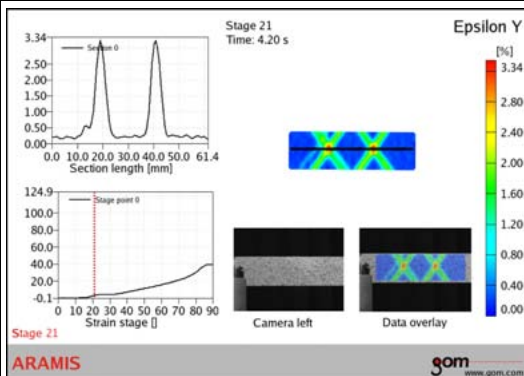 Stage 21
Time: 4.20 s
Epsilon Y
[%]
3.34
2.80
2.40
2.00
1.60
1.20
0.80
0.40
0.00
3.34
2.50
2.00
1.50
1.00
0.50
0.00
Section 0
0.0 10.0 20.0 30.0 40.0 50.0 61.4
Section length [mm]
124.9
100.0
80.0
60.0
40.0
20.0
-0.1
Stage point 0
0 10 20 30 40 50 60 70 80 90
Strain stage []
Camera left
Data overlay
Stage 21
ARAMIS
gom
www.gom.com